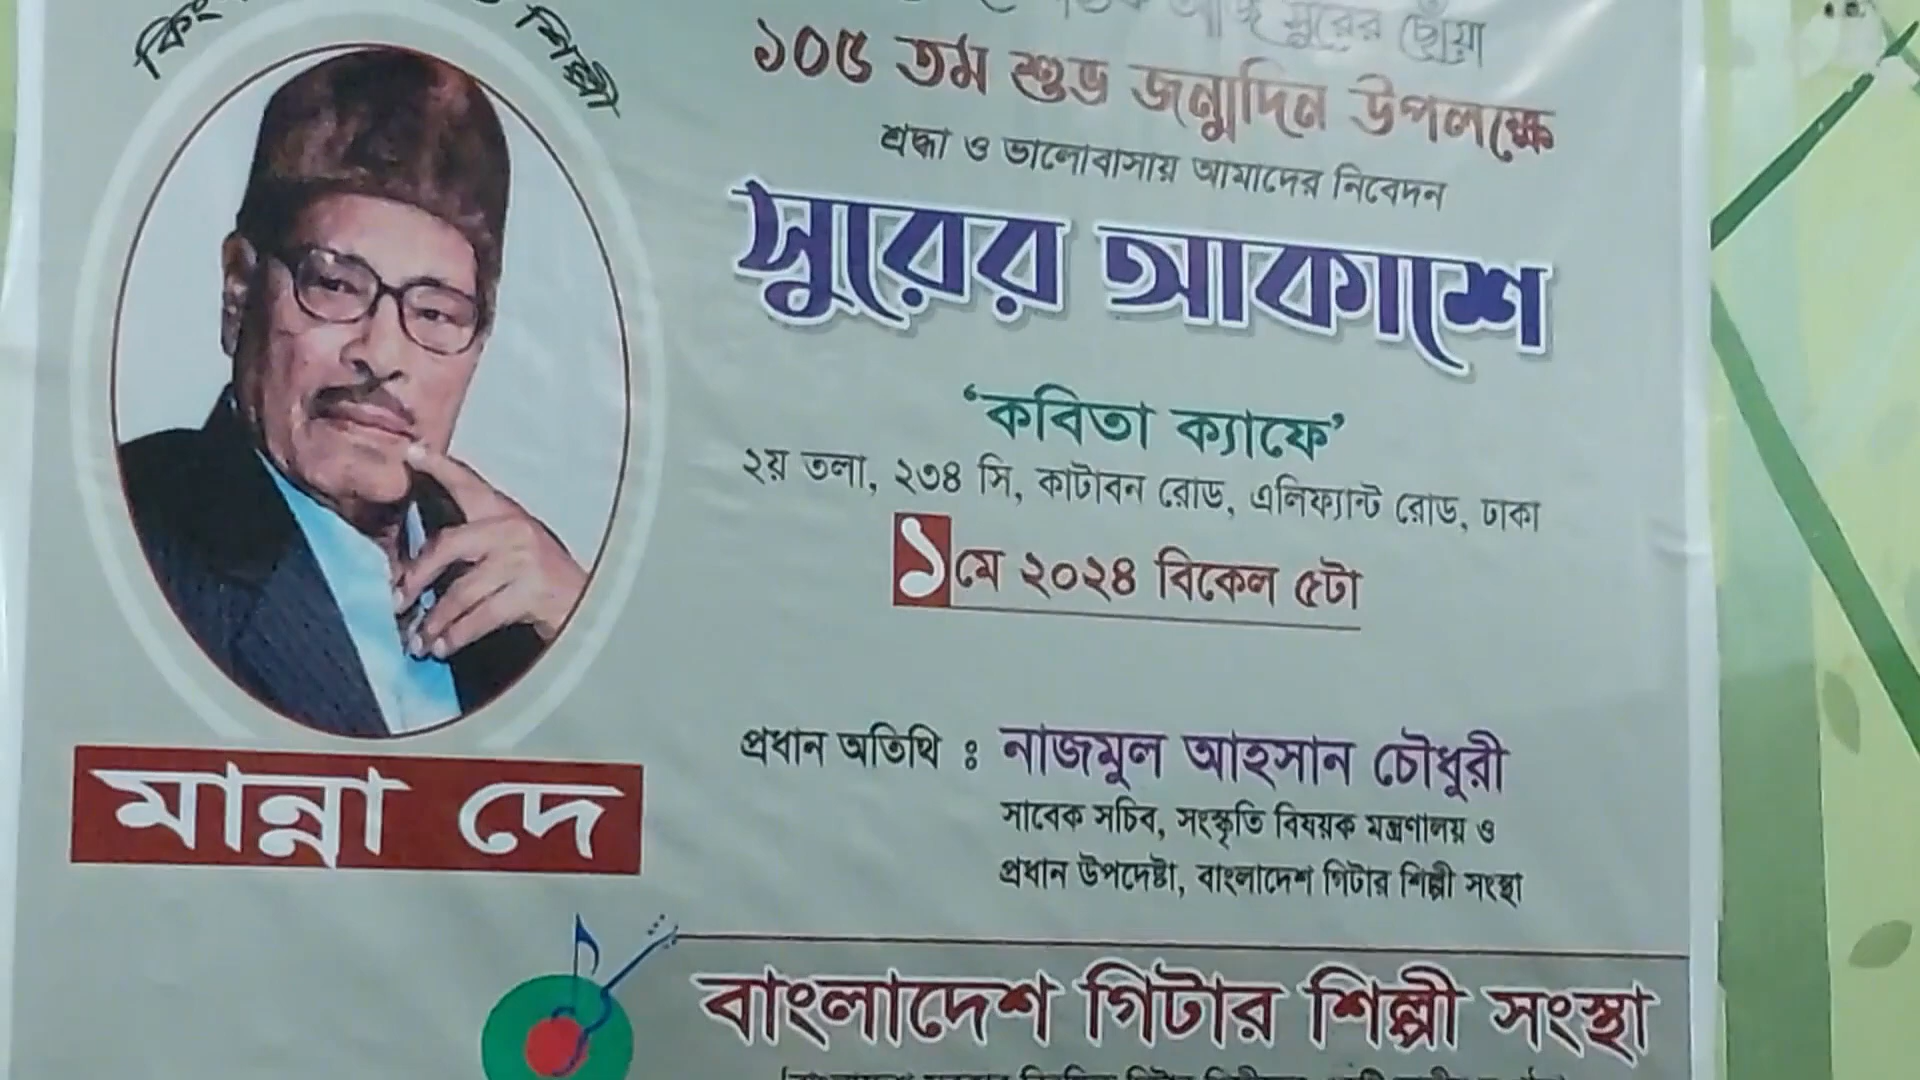 শিল্পী
সুরের ছোঁয়া
১০৫ তম শুভ জন্মদিন উপলক্ষে
শ্রদ্ধা ও ভালোবাসায় আমাদের নিবেদন
সুরের আকাশে
‘কবিতা ক্যাফে’
২য় তলা, ২৩৪ সি, কাটাবন রোড, এলিফ্যান্ট রোড, ঢাকা
১ মে ২০২৪ বিকেল ৫টা
মান্না দে
প্রধান অতিথি ঃ নাজমুল আহসান চৌধুরী
সাবেক সচিব, সংস্কৃতি বিষয়ক মন্ত্রণালয় ও
প্রধান উপদেষ্টা, বাংলাদেশ গিটার শিল্পী সংস্থা
বাংলাদেশ গিটার শিল্পী সংস্থা